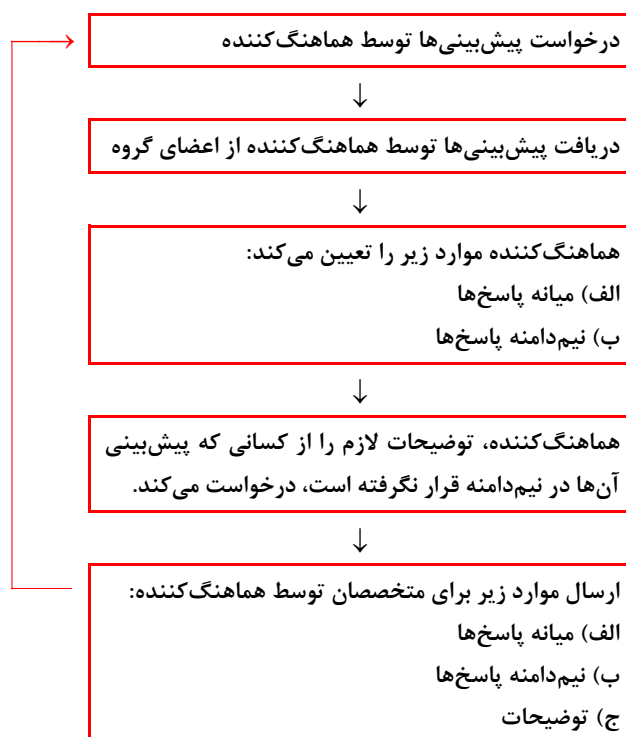 درخواست پیش‌بینی‌ها توسط هماهنگ‌کننده
↓
دریافت پیش‌بینی‌ها توسط هماهنگ‌کننده از اعضای گروه
↓
هماهنگ‌کننده موارد زیر را تعیین می‌کند:
الف) میانه پاسخ‌ها
ب) نیم‌دامنه پاسخ‌ها
↓
هماهنگ‌کننده، توضیحات لازم را از کسانی که پیش‌بینی
آن‌ها در نیم‌دامنه قرار نگرفته است، درخواست می‌کند.
↓
ارسال موارد زیر برای متخصصان توسط هماهنگ‌کننده:
الف) میانه پاسخ‌ها
ب) نیم‌دامنه پاسخ‌ها
ج) توضیحات